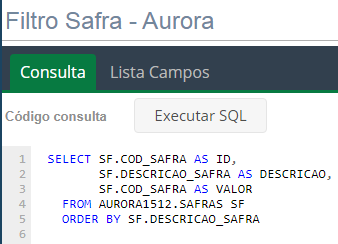 Filtro Safra - Aurora
Consulta Lista Campos
Código consulta Executar SQL
1 SELECT SF.COD_SAFRA AS ID,
2 SF.DESCRICAO_SAFRA AS DESCRICAO,
3 SF.COD_SAFRA AS VALOR
4 FROM AURORA1512.SAFRAS SF
5 ORDER BY SF.DESCRICAO_SAFRA
6